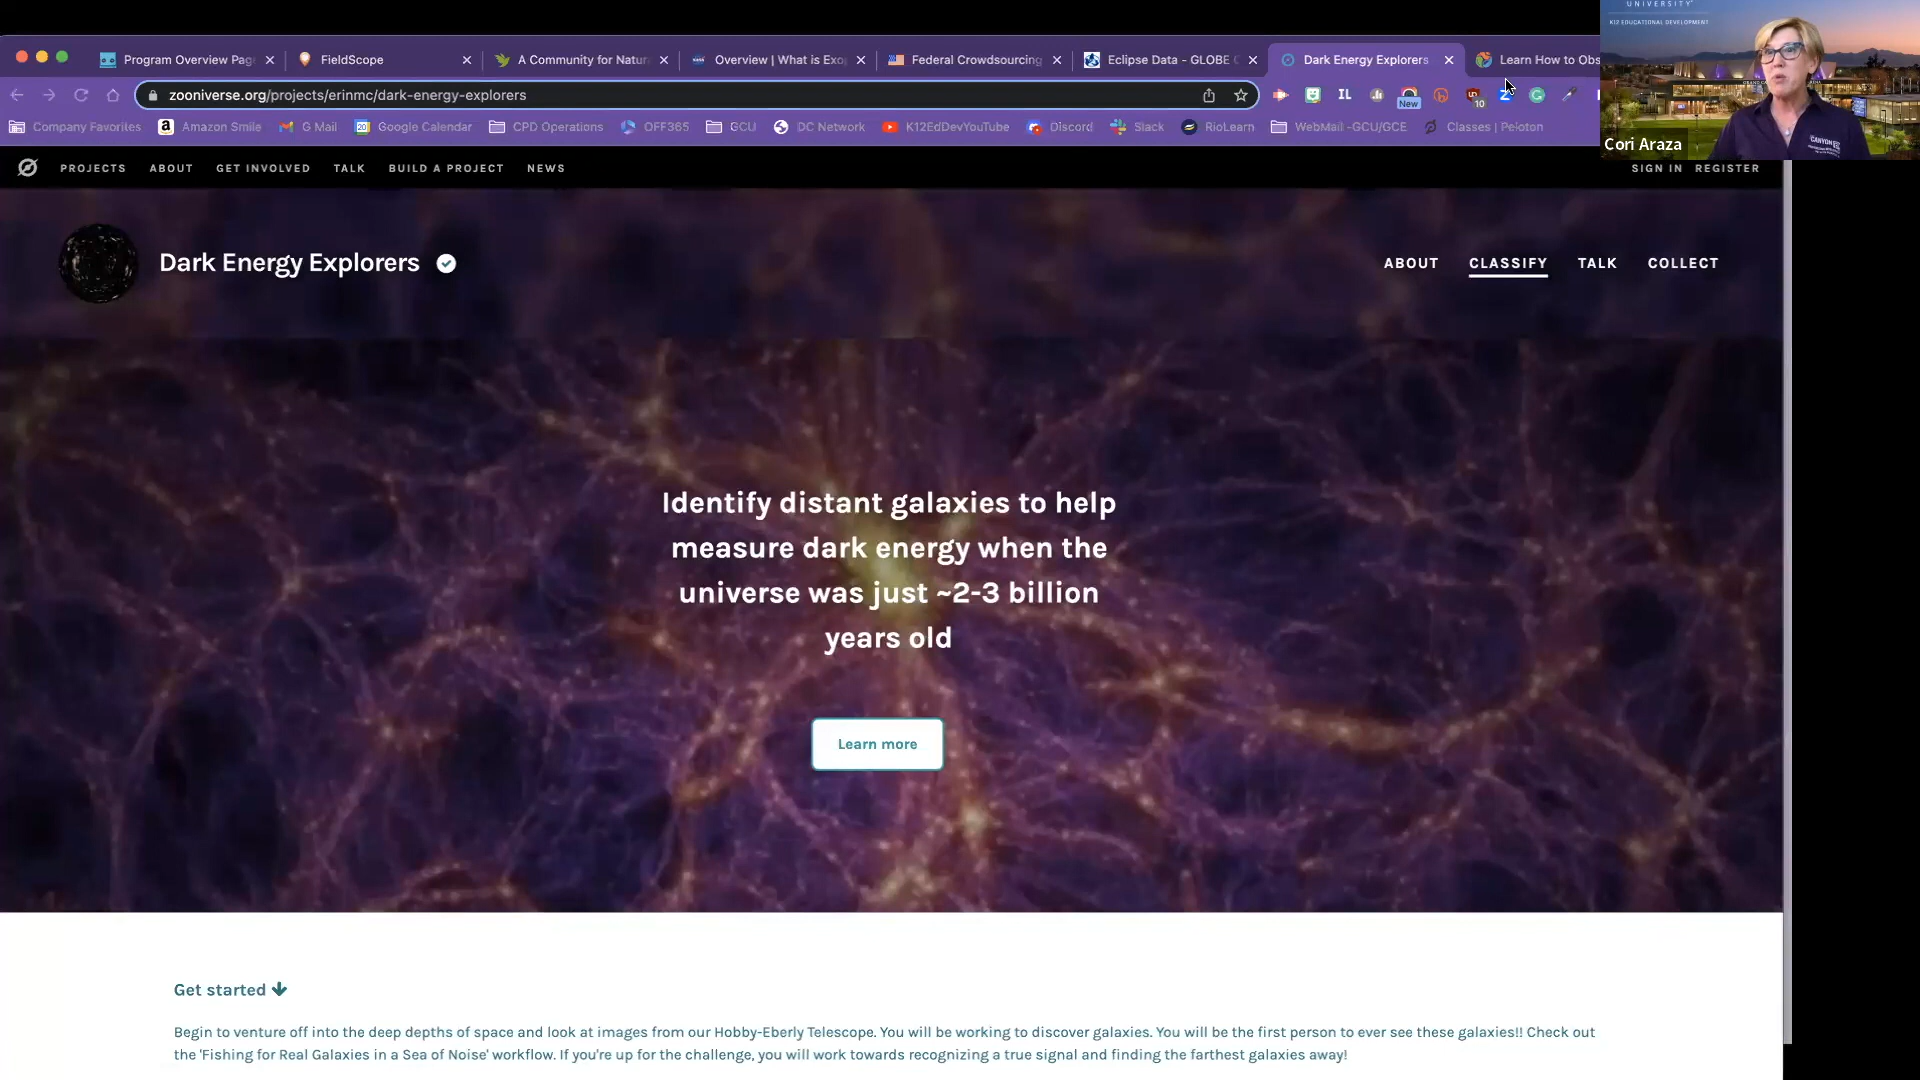 UNIVERSITY
K12 EDUCATIONAL DEVELOPMENT
Program Overview Pag
FieldScope
A Community for Natur
Overview | What is Exo
Federal Crowdsourcing
Eclipse Data - GLOBE
Dark Energy Explorers
Learn How to Obs
zooniverse.org/projects/erinmc/dark-energy-explorers
IL
New
10
Company Favorites
Amazon Smile
G Mail
Google Calendar
CPD Operations
OFF365
GCU
DC Network
K12EdDevYouTube
Discord
Slack
RioLearn
WebMail -GCU/GCE
Classes | Peloton
CANYON
Cori Araza
PROJECTS ABOUT GET INVOLVED TALK BUILD A PROJECT NEWS
SIGN IN REGISTER
Dark Energy Explorers
ABOUT CLASSIFY TALK COLLECT
Identify distant galaxies to help
measure dark energy when the
universe was just ~2-3 billion
years old
Learn more
Get started
Begin to venture off into the deep depths of space and look at images from our Hobby-Eberly Telescope. You will be working to discover galaxies. You will be the first person to ever see these galaxies!! Check out
the 'Fishing for Real Galaxies in a Sea of Noise' workflow. If you're up for the challenge, you will work towards recognizing a true signal and finding the farthest galaxies away!